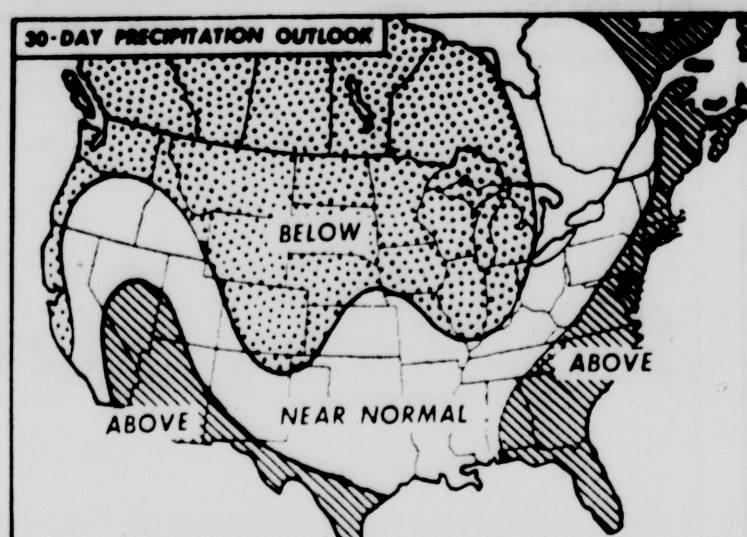 30-DAY PRECIPITATION OUTLOOK
BELOW
ABOVE
ABOVE
NEAR NORMAL